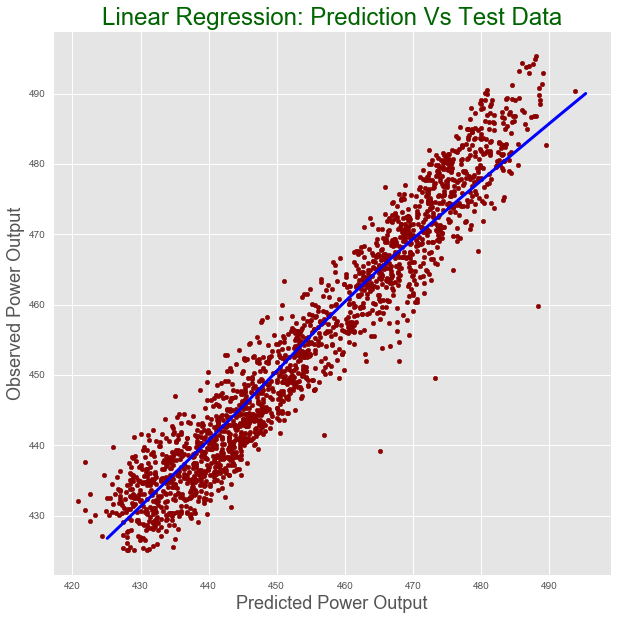 Linear Regression: Prediction Vs Test Data
Observed Power Output
490
480
470
460
450
440
430
420 430 440 450 460 470 480 490
Predicted Power Output